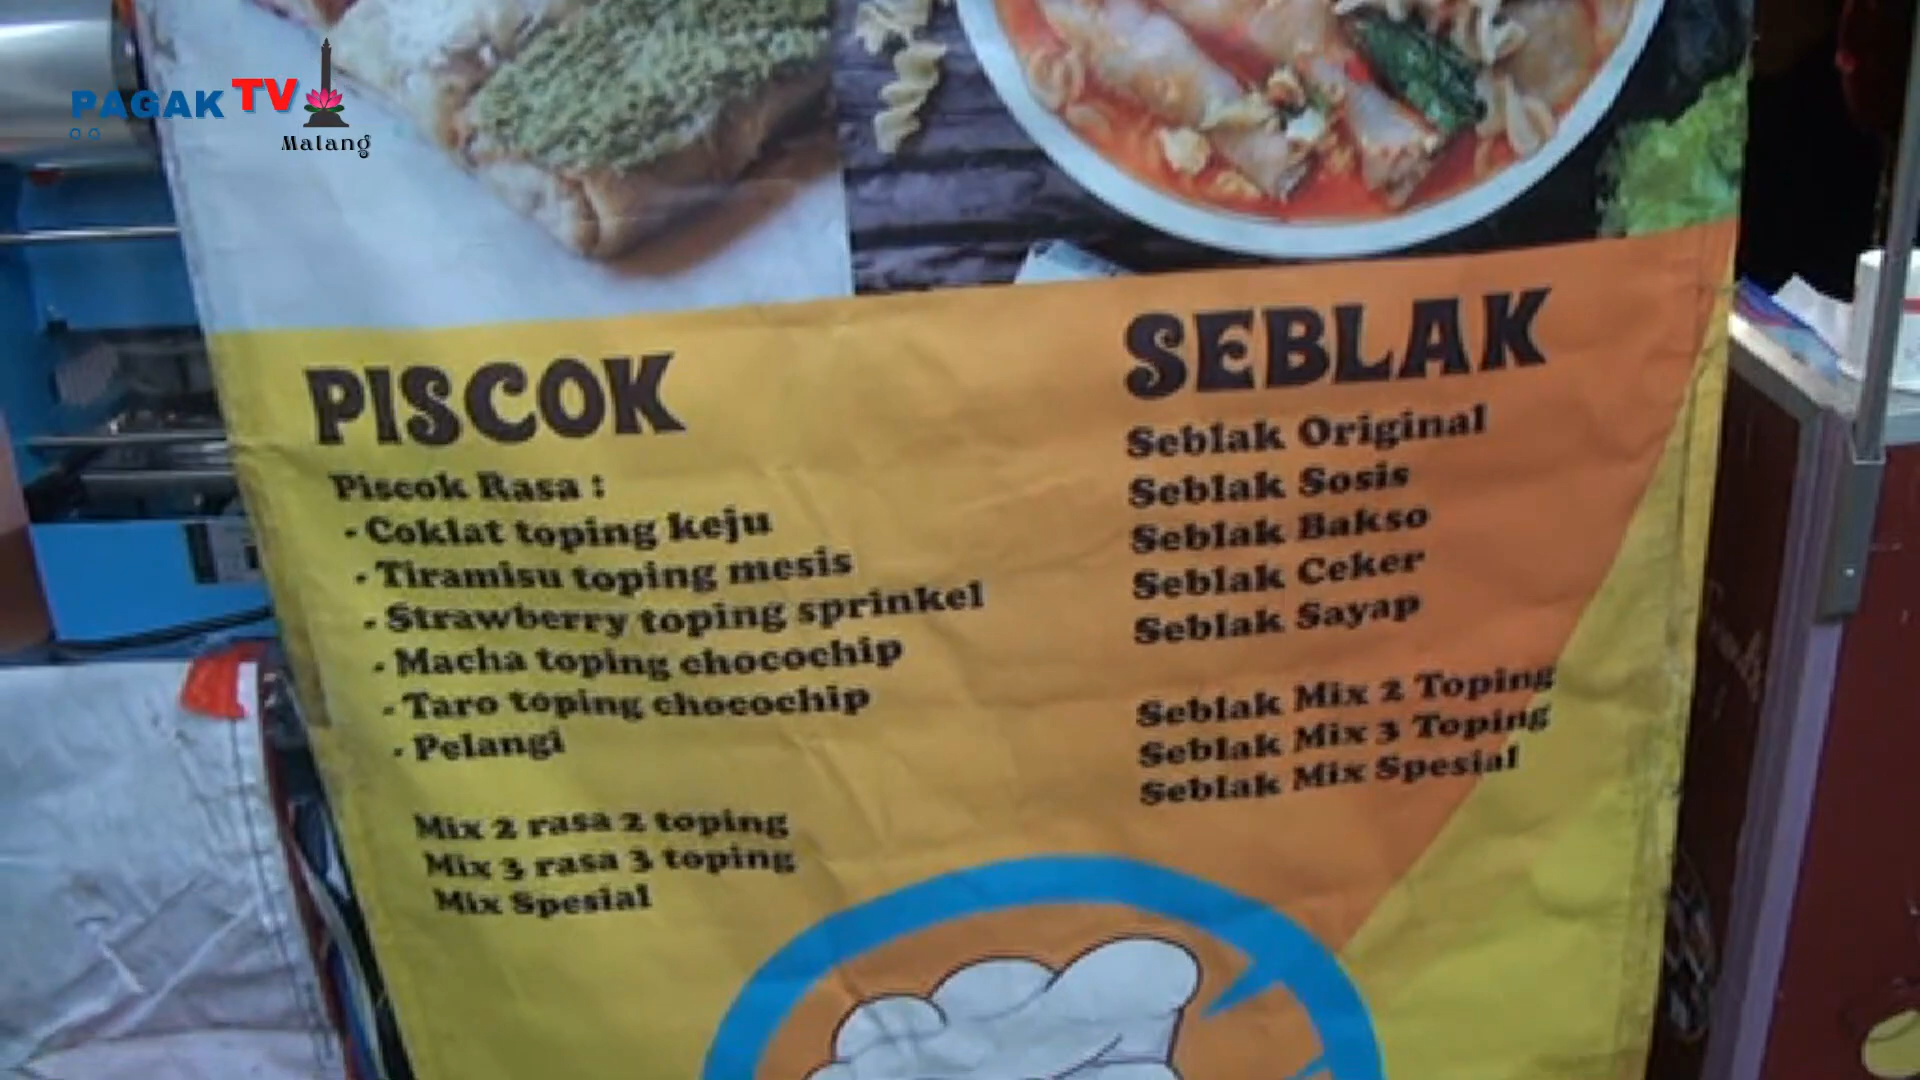 PAGAK TV
Malang
PISCOK
Piscok Rasa :
- Coklat toping keju
- Tiramisu toping mesis
- Strawberry toping sprinkel
- Macha toping chocochip
- Taro toping chocochip
- Pelangi
Mix 2 rasa 2 toping
Mix 3 rasa 3 toping
Mix Spesial
SEBLAK
Seblak Original
Seblak Sosis
Seblak Bakso
Seblak Ceker
Seblak Sayap
Seblak Mix 2 Toping
Seblak Mix 3 Toping
Seblak Mix Spesial